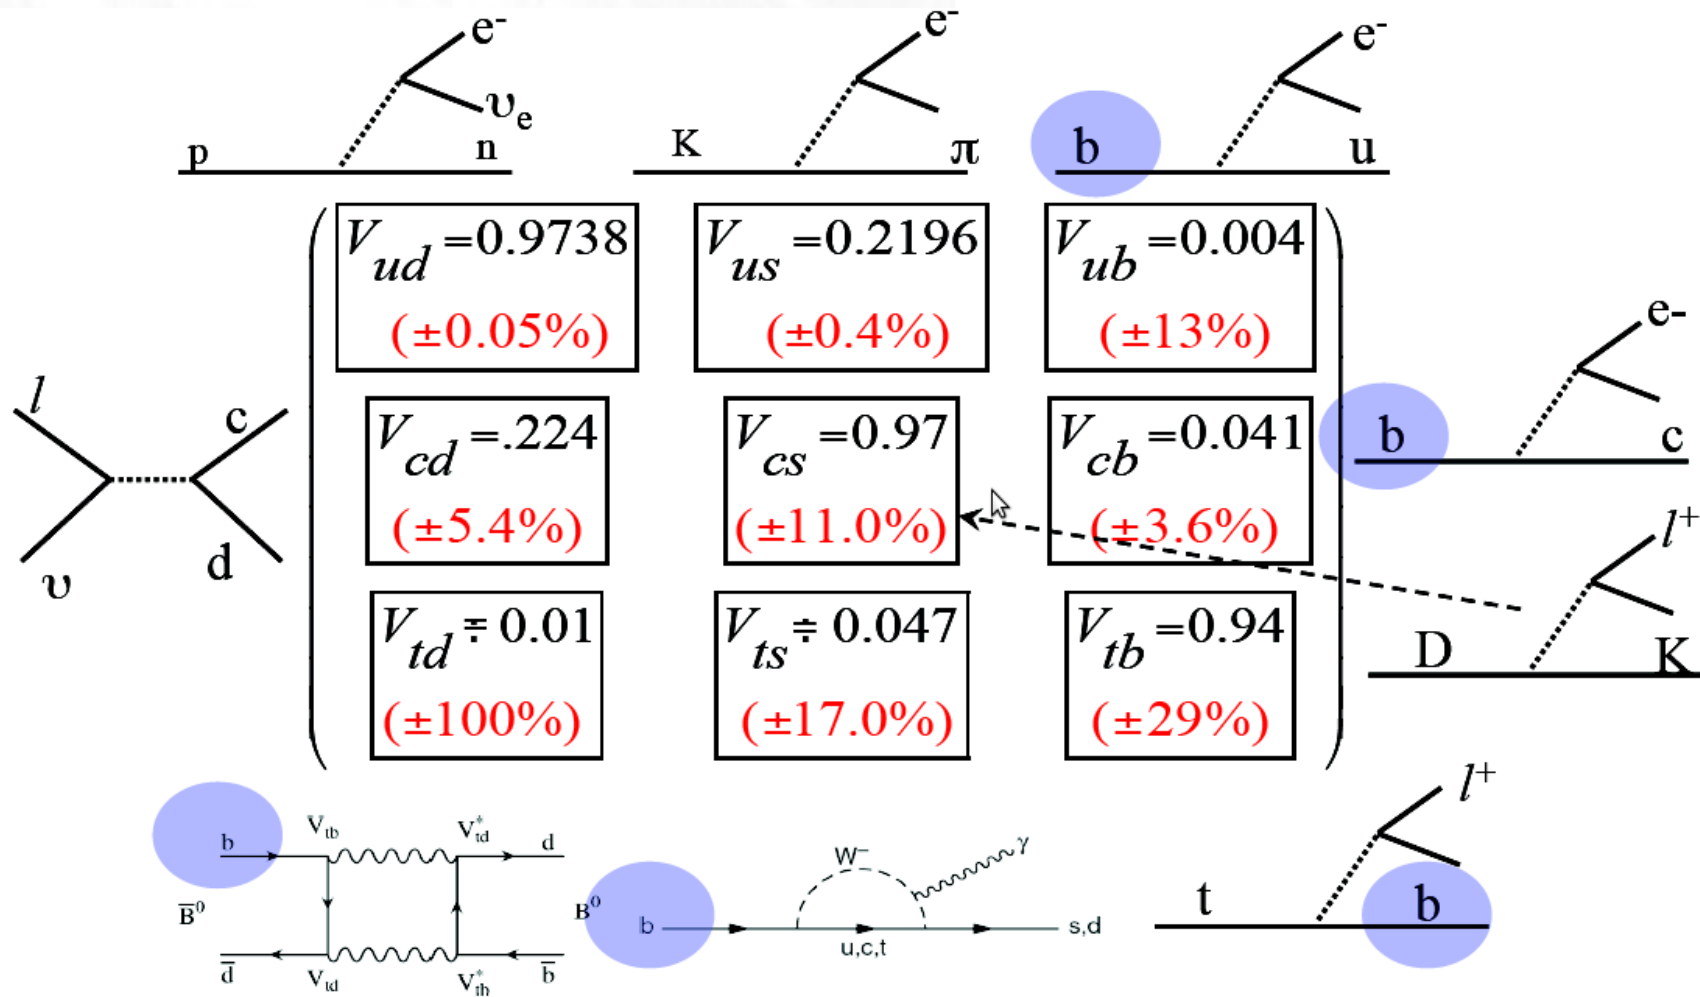 e-
υe
p
n
e-
K
π
e-
b
u
Vud =0.9738
(±0.05%)
Vus =0.2196
(±0.4%)
Vub =0.004
(±13%)
l
c
υ
d
Vcd =.224
(±5.4%)
Vcs =0.97
(±11.0%)
Vcb =0.041
(±3.6%)
e-
b
c
l+
D
K
Vtd ÷ 0.01
(±100%)
Vts ÷ 0.047
(±17.0%)
Vtb =0.94
(±29%)
b
Vtb
V*td
d
B̅0
B0
d̅
Vtd
V*tb
b̅
W−
γ
b
u,c,t
s,d
l+
t
b